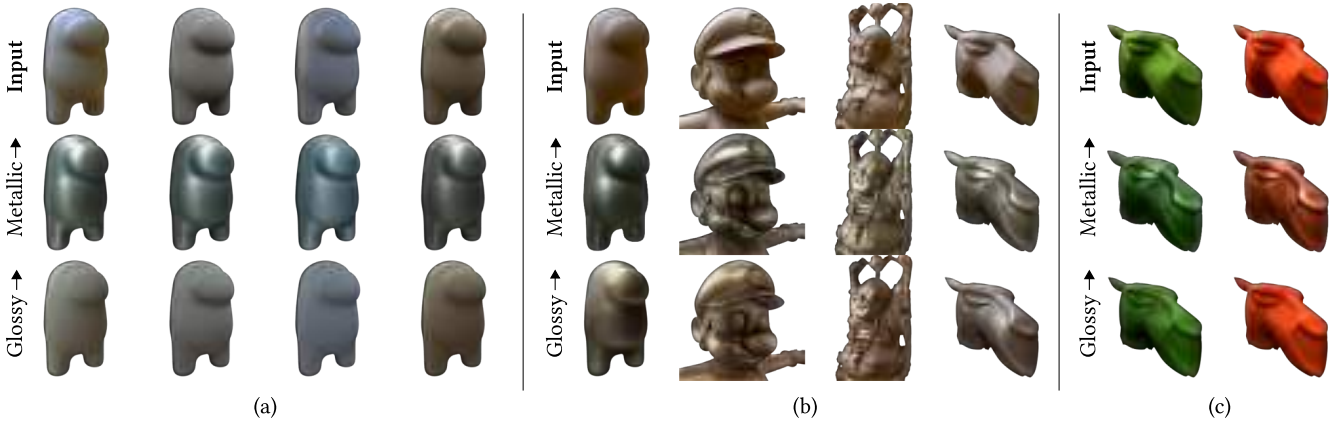 Input
Metallic→
Glossy →
Input
Metallic→
Glossy →
Input
Metallic→
Glossy →
(a)
(b)
(c)